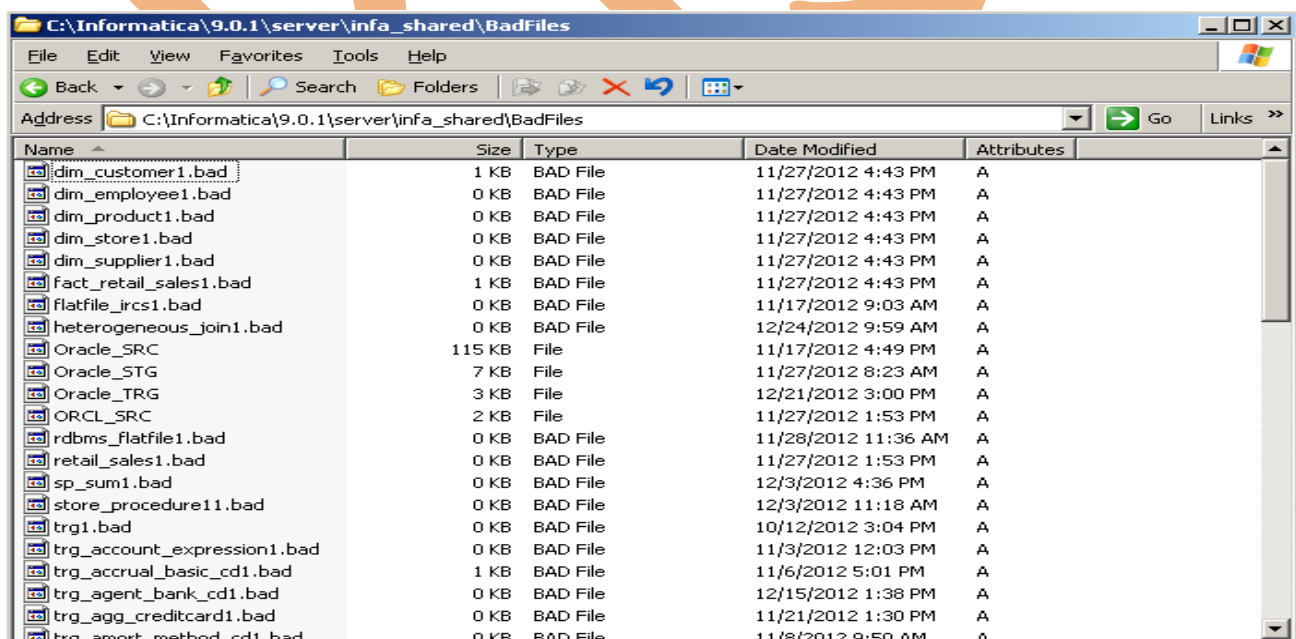 C:\Informatica\9.0.1\server\infa_shared\BadFiles
File Edit View Favorites Tools Help
Back Search Folders
Address C:\Informatica\9.0.1\server\infa_shared\BadFiles Go Links »
Name Size Type Date Modified Attributes
dim_customer1.bad 1 KB BAD File 11/27/2012 4:43 PM A
dim_employee1.bad 0 KB BAD File 11/27/2012 4:43 PM A
dim_product1.bad 0 KB BAD File 11/27/2012 4:43 PM A
dim_store1.bad 0 KB BAD File 11/27/2012 4:43 PM A
dim_supplier1.bad 0 KB BAD File 11/27/2012 4:43 PM A
fact_retail_sales1.bad 1 KB BAD File 11/27/2012 4:43 PM A
flatfile_ircs1.bad 0 KB BAD File 11/17/2012 9:03 AM A
heterogeneous_join1.bad 0 KB BAD File 12/24/2012 9:59 AM A
Oracle_SRC 115 KB File 11/17/2012 4:49 PM A
Oracle_STG 7 KB File 11/27/2012 8:23 AM A
Oracle_TRG 3 KB File 12/21/2012 3:00 PM A
ORCL_SRC 2 KB File 11/27/2012 1:53 PM A
rdbms_flatfile1.bad 0 KB BAD File 11/28/2012 11:36 AM A
retail_sales1.bad 0 KB BAD File 11/27/2012 1:53 PM A
sp_sum1.bad 0 KB BAD File 12/3/2012 4:36 PM A
store_procedure11.bad 0 KB BAD File 12/3/2012 11:18 AM A
trg1.bad 0 KB BAD File 10/12/2012 3:04 PM A
trg_account_expression1.bad 0 KB BAD File 11/3/2012 12:03 PM A
trg_accrual_basic_cd1.bad 1 KB BAD File 11/6/2012 5:01 PM A
trg_agent_bank_cd1.bad 0 KB BAD File 12/15/2012 1:38 PM A
trg_agg_creditcard1.bad 0 KB BAD File 11/21/2012 1:30 PM A
trg_amort_method_cd1.bad 0 KB BAD File 11/8/2012 9:50 AM A